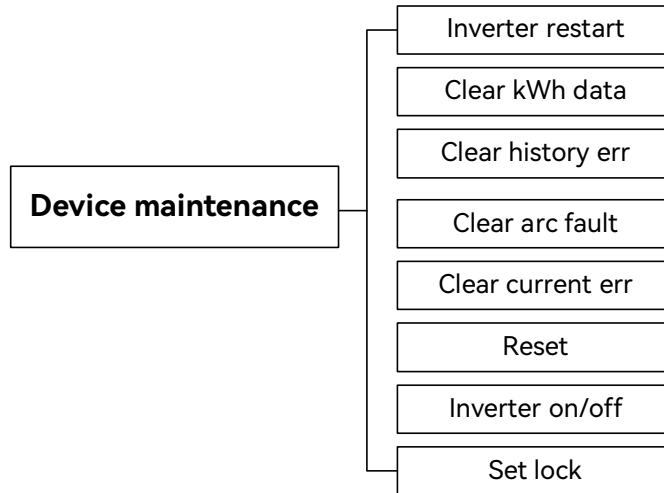 Inverter restart
Clear kWh data
Clear history err
Device maintenance
Clear arc fault
Clear current err
Reset
Inverter on/off
Set lock